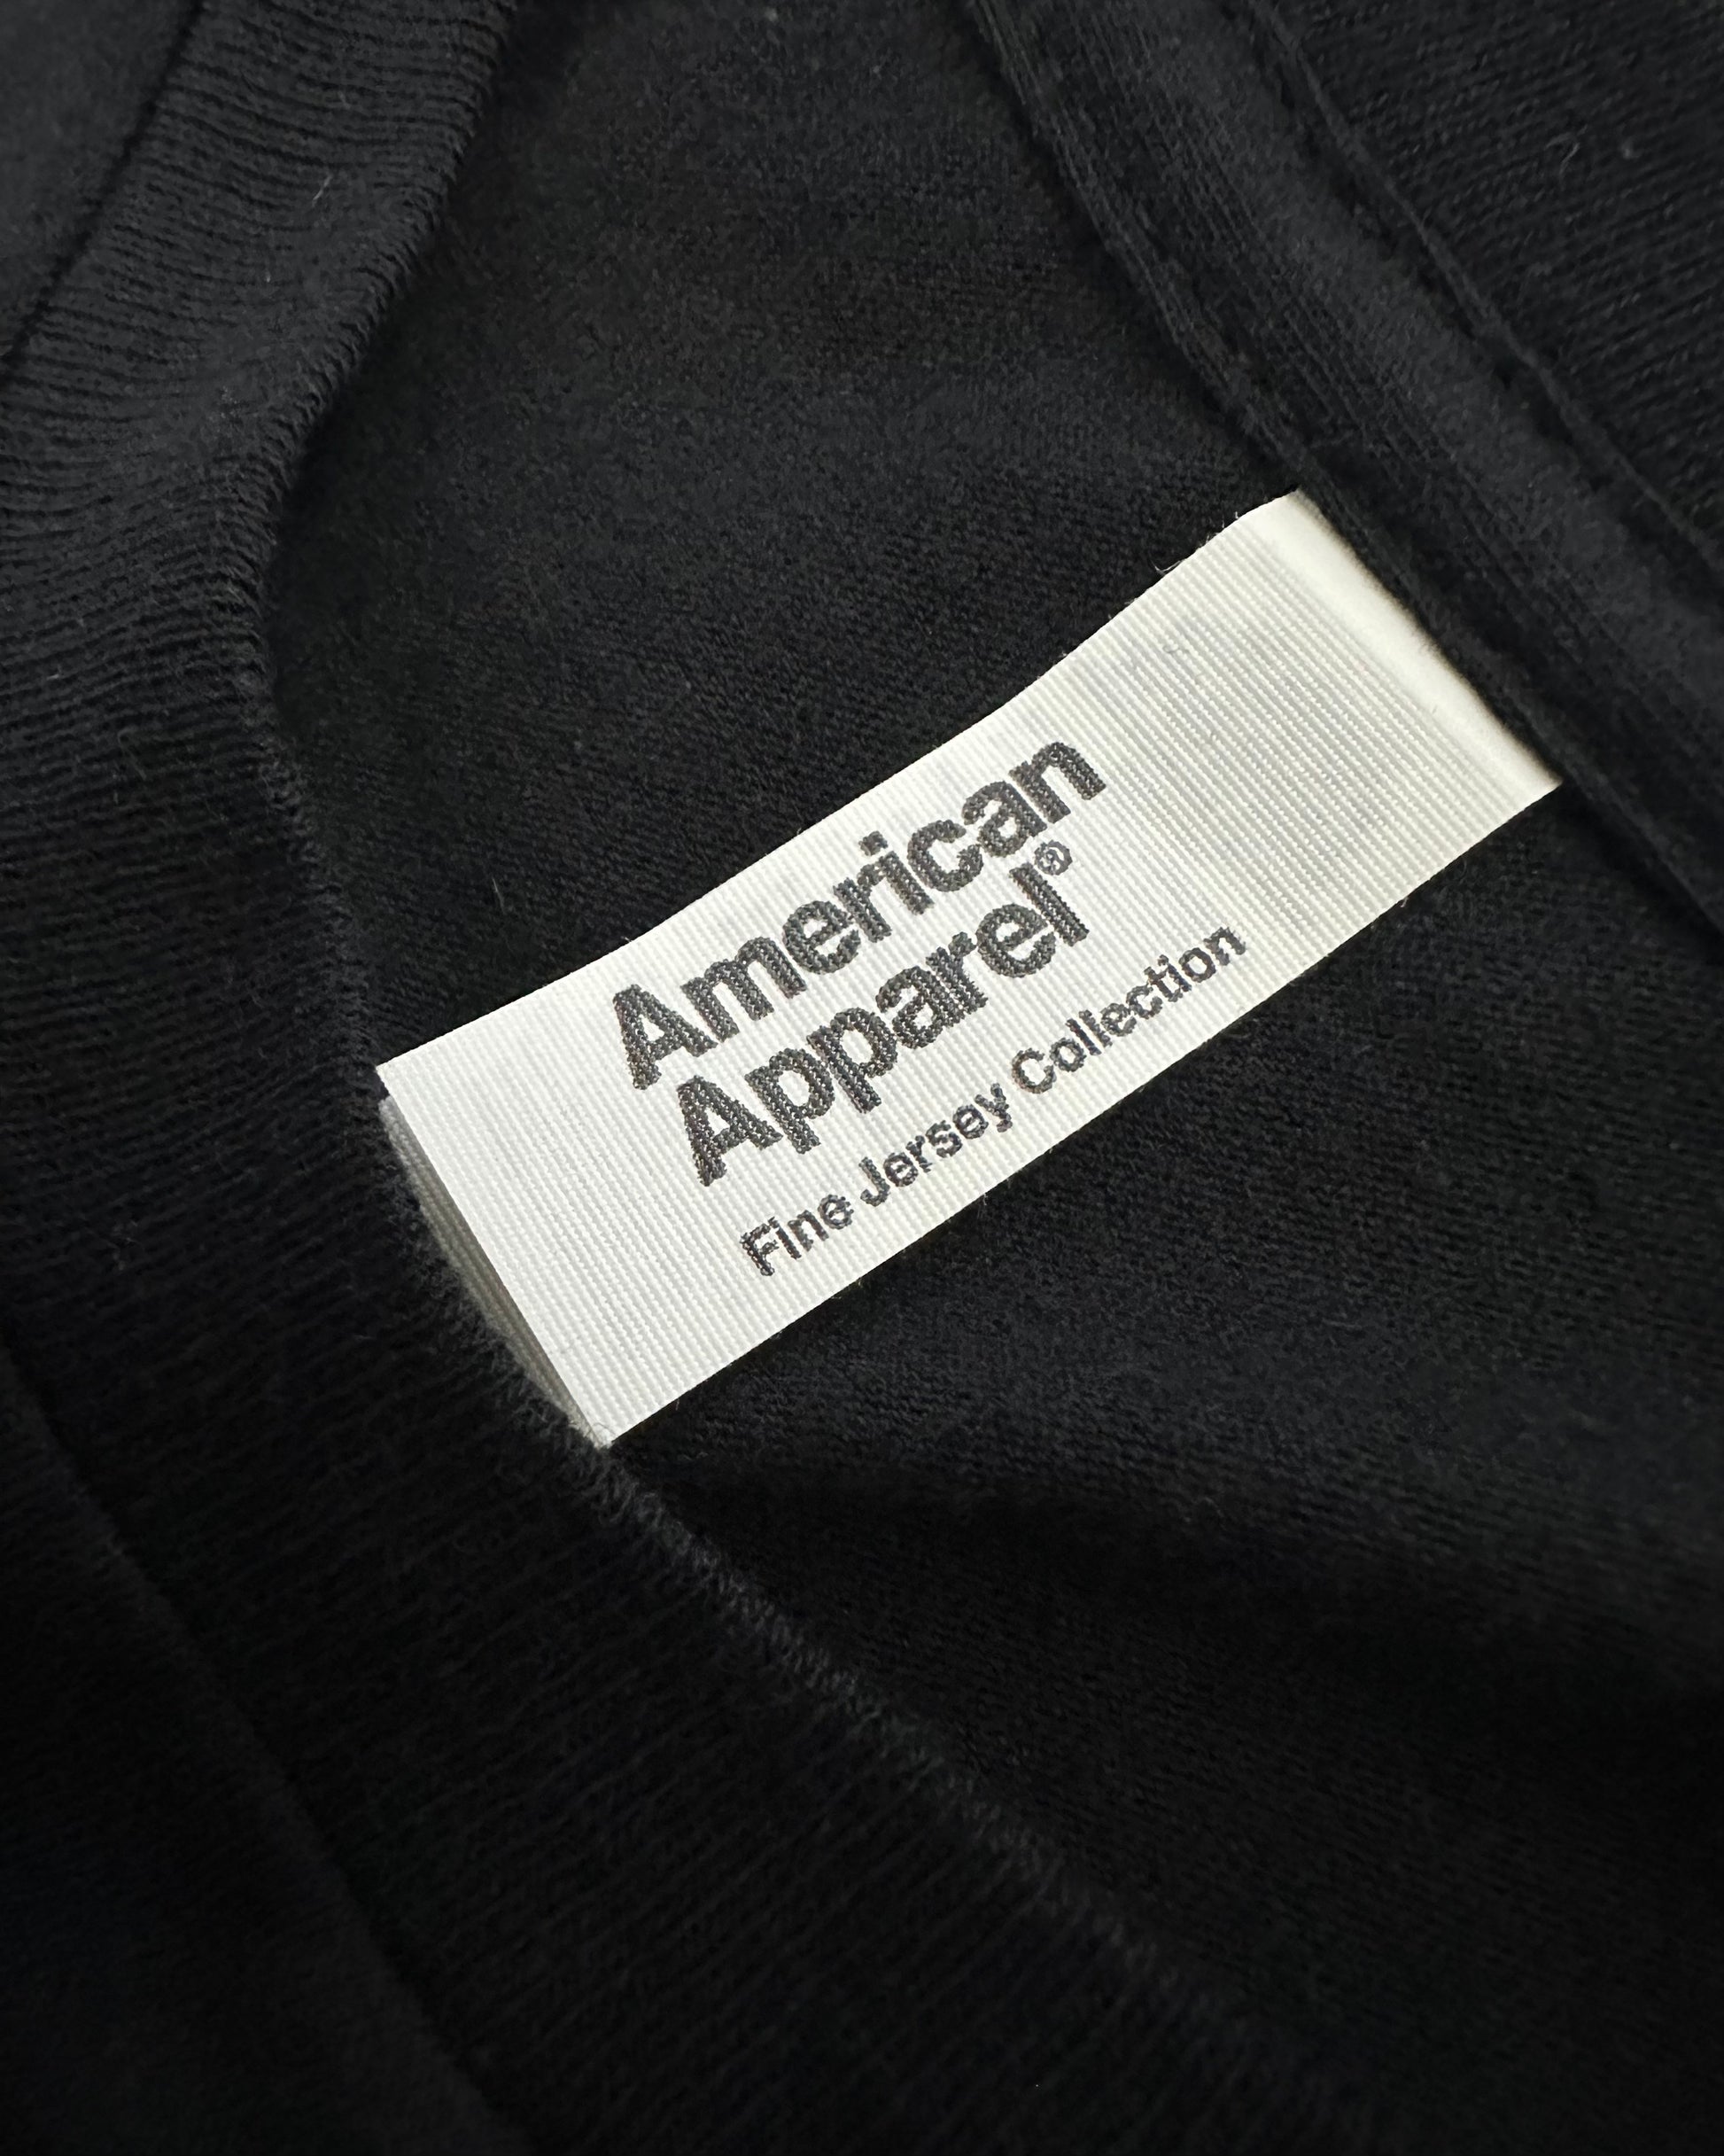 American
Apparel®
Fine Jersey Collection